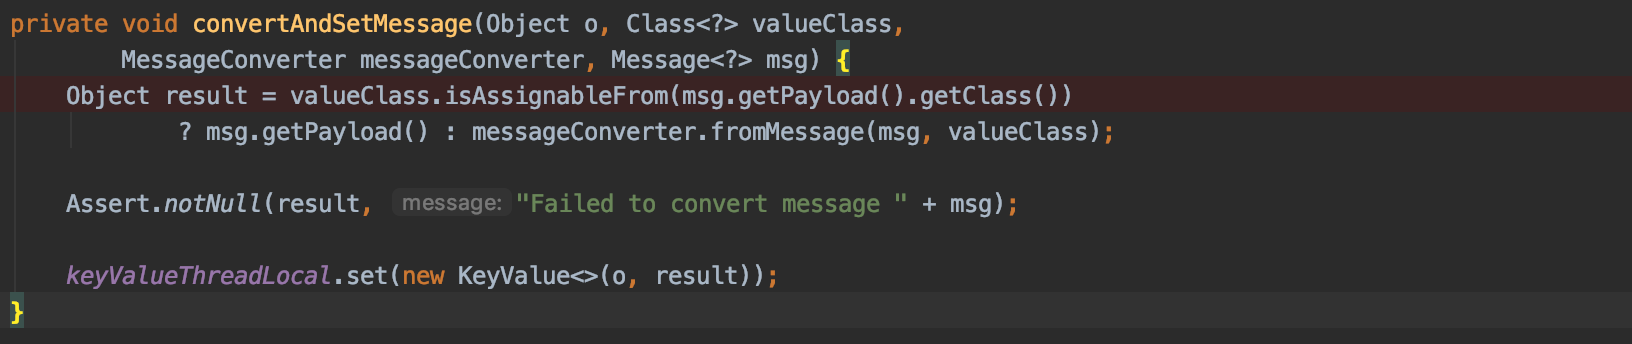 private void convertAndSetMessage(Object o, Class<?> valueClass,
MessageConverter messageConverter, Message<?> msg) {
Object result = valueClass.isAssignableFrom(msg.getPayload().getClass())
? msg.getPayload() : messageConverter.fromMessage(msg, valueClass);
Assert.notNull(result, message: "Failed to convert message " + msg);
keyValueThreadLocal.set(new KeyValue<>(o, result));
}